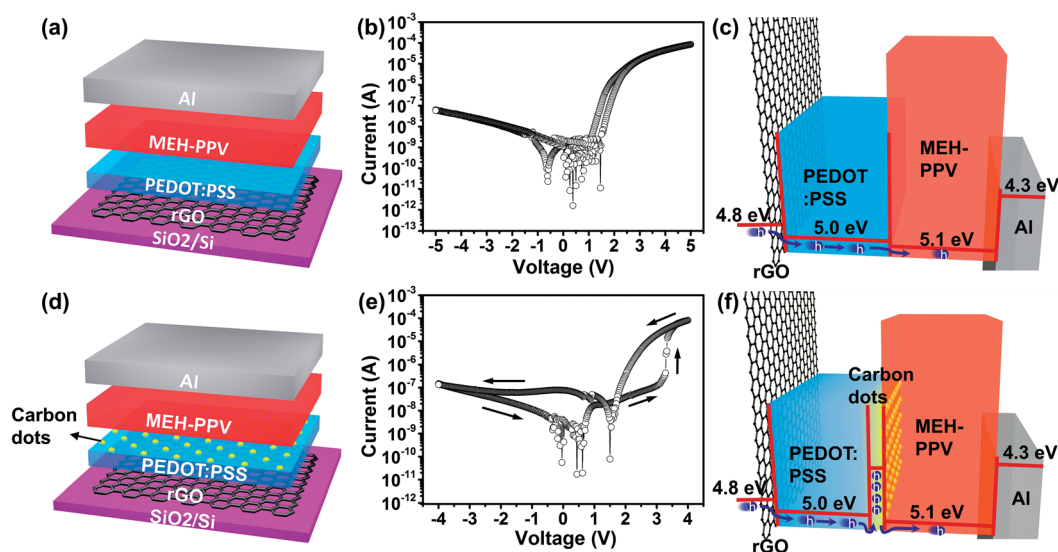 (a)
Al
MEH-PPV
PEDOT:PSS
rGO
SiO2/Si
(b)
Current (A)
10⁻³
10⁻⁴
10⁻⁵
10⁻⁶
10⁻⁷
10⁻⁸
10⁻⁹
10⁻¹⁰
10⁻¹¹
10⁻¹²
10⁻¹³
-5 -4 -3 -2 -1 0 1 2 3 4 5
Voltage (V)
(c)
MEH-
PPV
PEDOT
:PSS
4.8 eV
5.0 eV
5.1 eV
4.3 eV
Al
h h h h
rGO
(d)
Al
Carbon
dots
MEH-PPV
PEDOT:PSS
rGO
SiO2/Si
(e)
Current (A)
10⁻³
10⁻⁴
10⁻⁵
10⁻⁶
10⁻⁷
10⁻⁸
10⁻⁹
10⁻¹⁰
10⁻¹¹
10⁻¹²
-4 -3 -2 -1 0 1 2 3 4
Voltage (V)
(f)
Carbon
dots
MEH-
PPV
PEDOT:
PSS
4.8 eV
5.0 eV
5.1 eV
4.3 eV
Al
h
h
h
h
h h h h
rGO